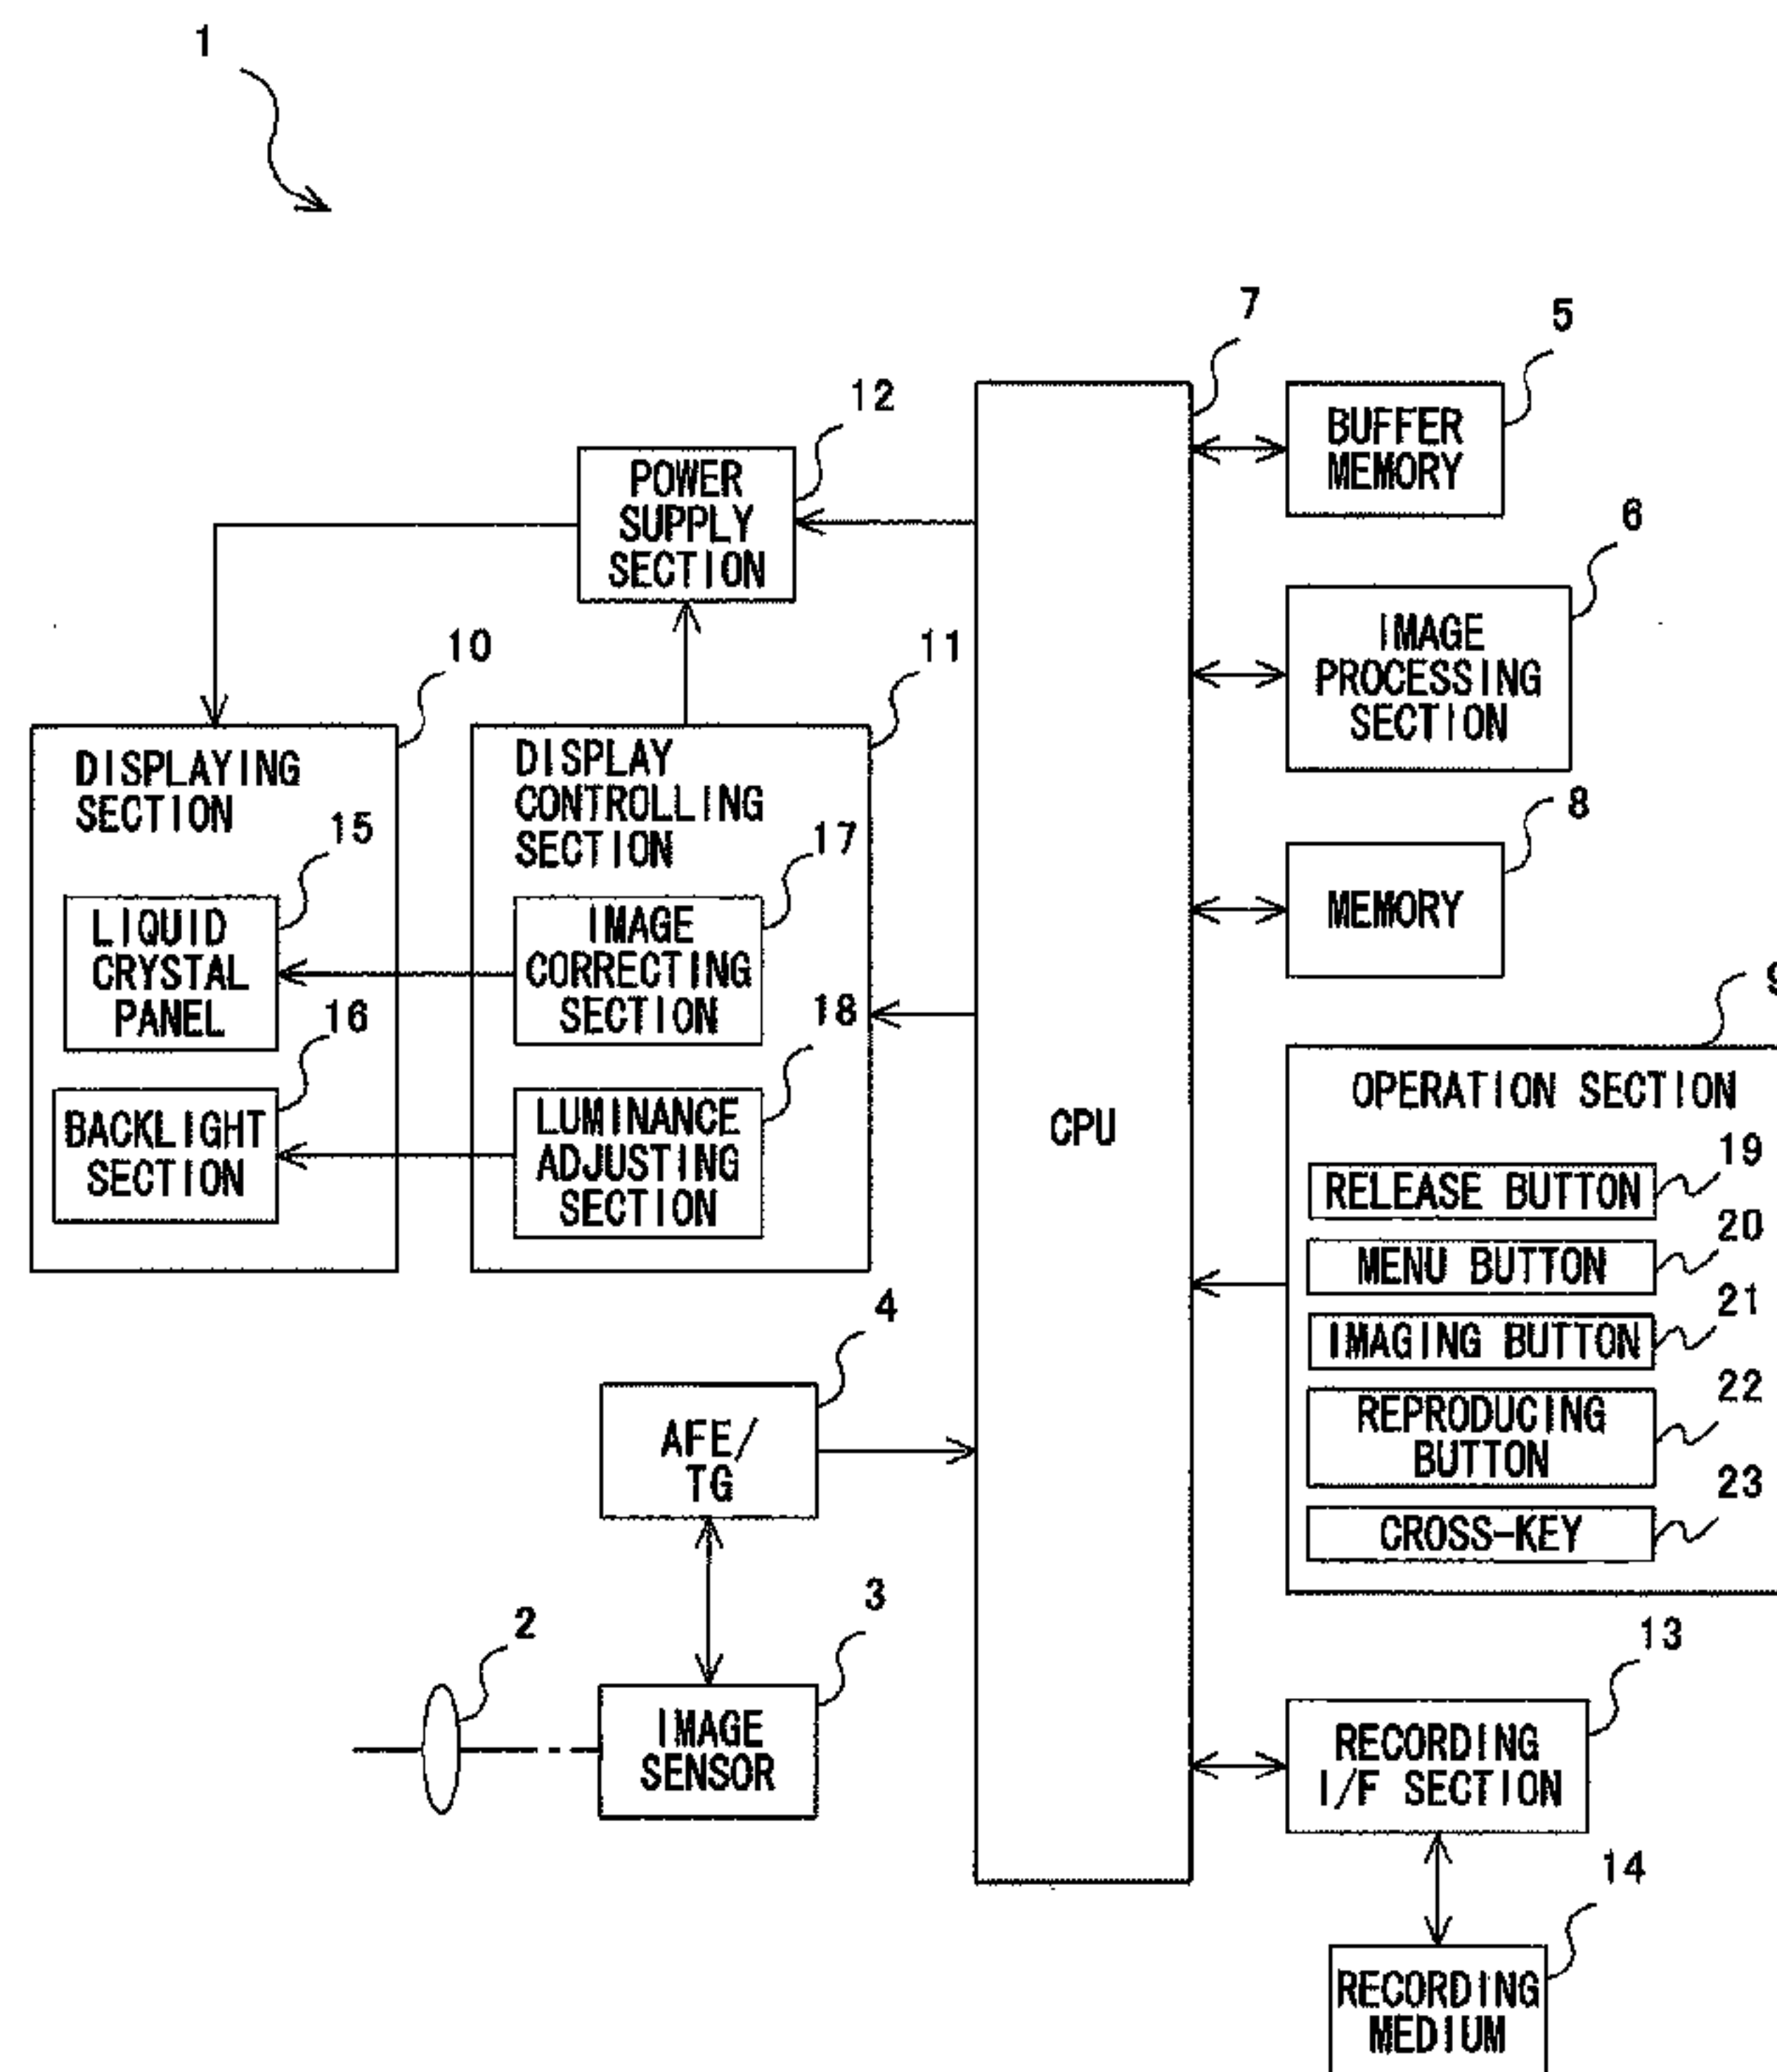 1
7
5
BUFFER
MEMORY
12
POWER
SUPPLY
SECTION
6
IMAGE
PROCESSING
SECTION
10
11
DISPLAYING
SECTION
DISPLAY
CONTROLLING
SECTION
15
17
LIQUID
CRYSTAL
PANEL
IMAGE
CORRECTING
SECTION
16
18
BACKLIGHT
SECTION
LUMINANCE
ADJUSTING
SECTION
8
MEMORY
CPU
9
OPERATION SECTION
RELEASE BUTTON
19
MENU BUTTON
20
IMAGING BUTTON
21
REPRODUCING
BUTTON
22
CROSS-KEY
23
4
AFE/
TG
2
3
IMAGE
SENSOR
13
RECORDING
I/F SECTION
14
RECORDING
MEDIUM